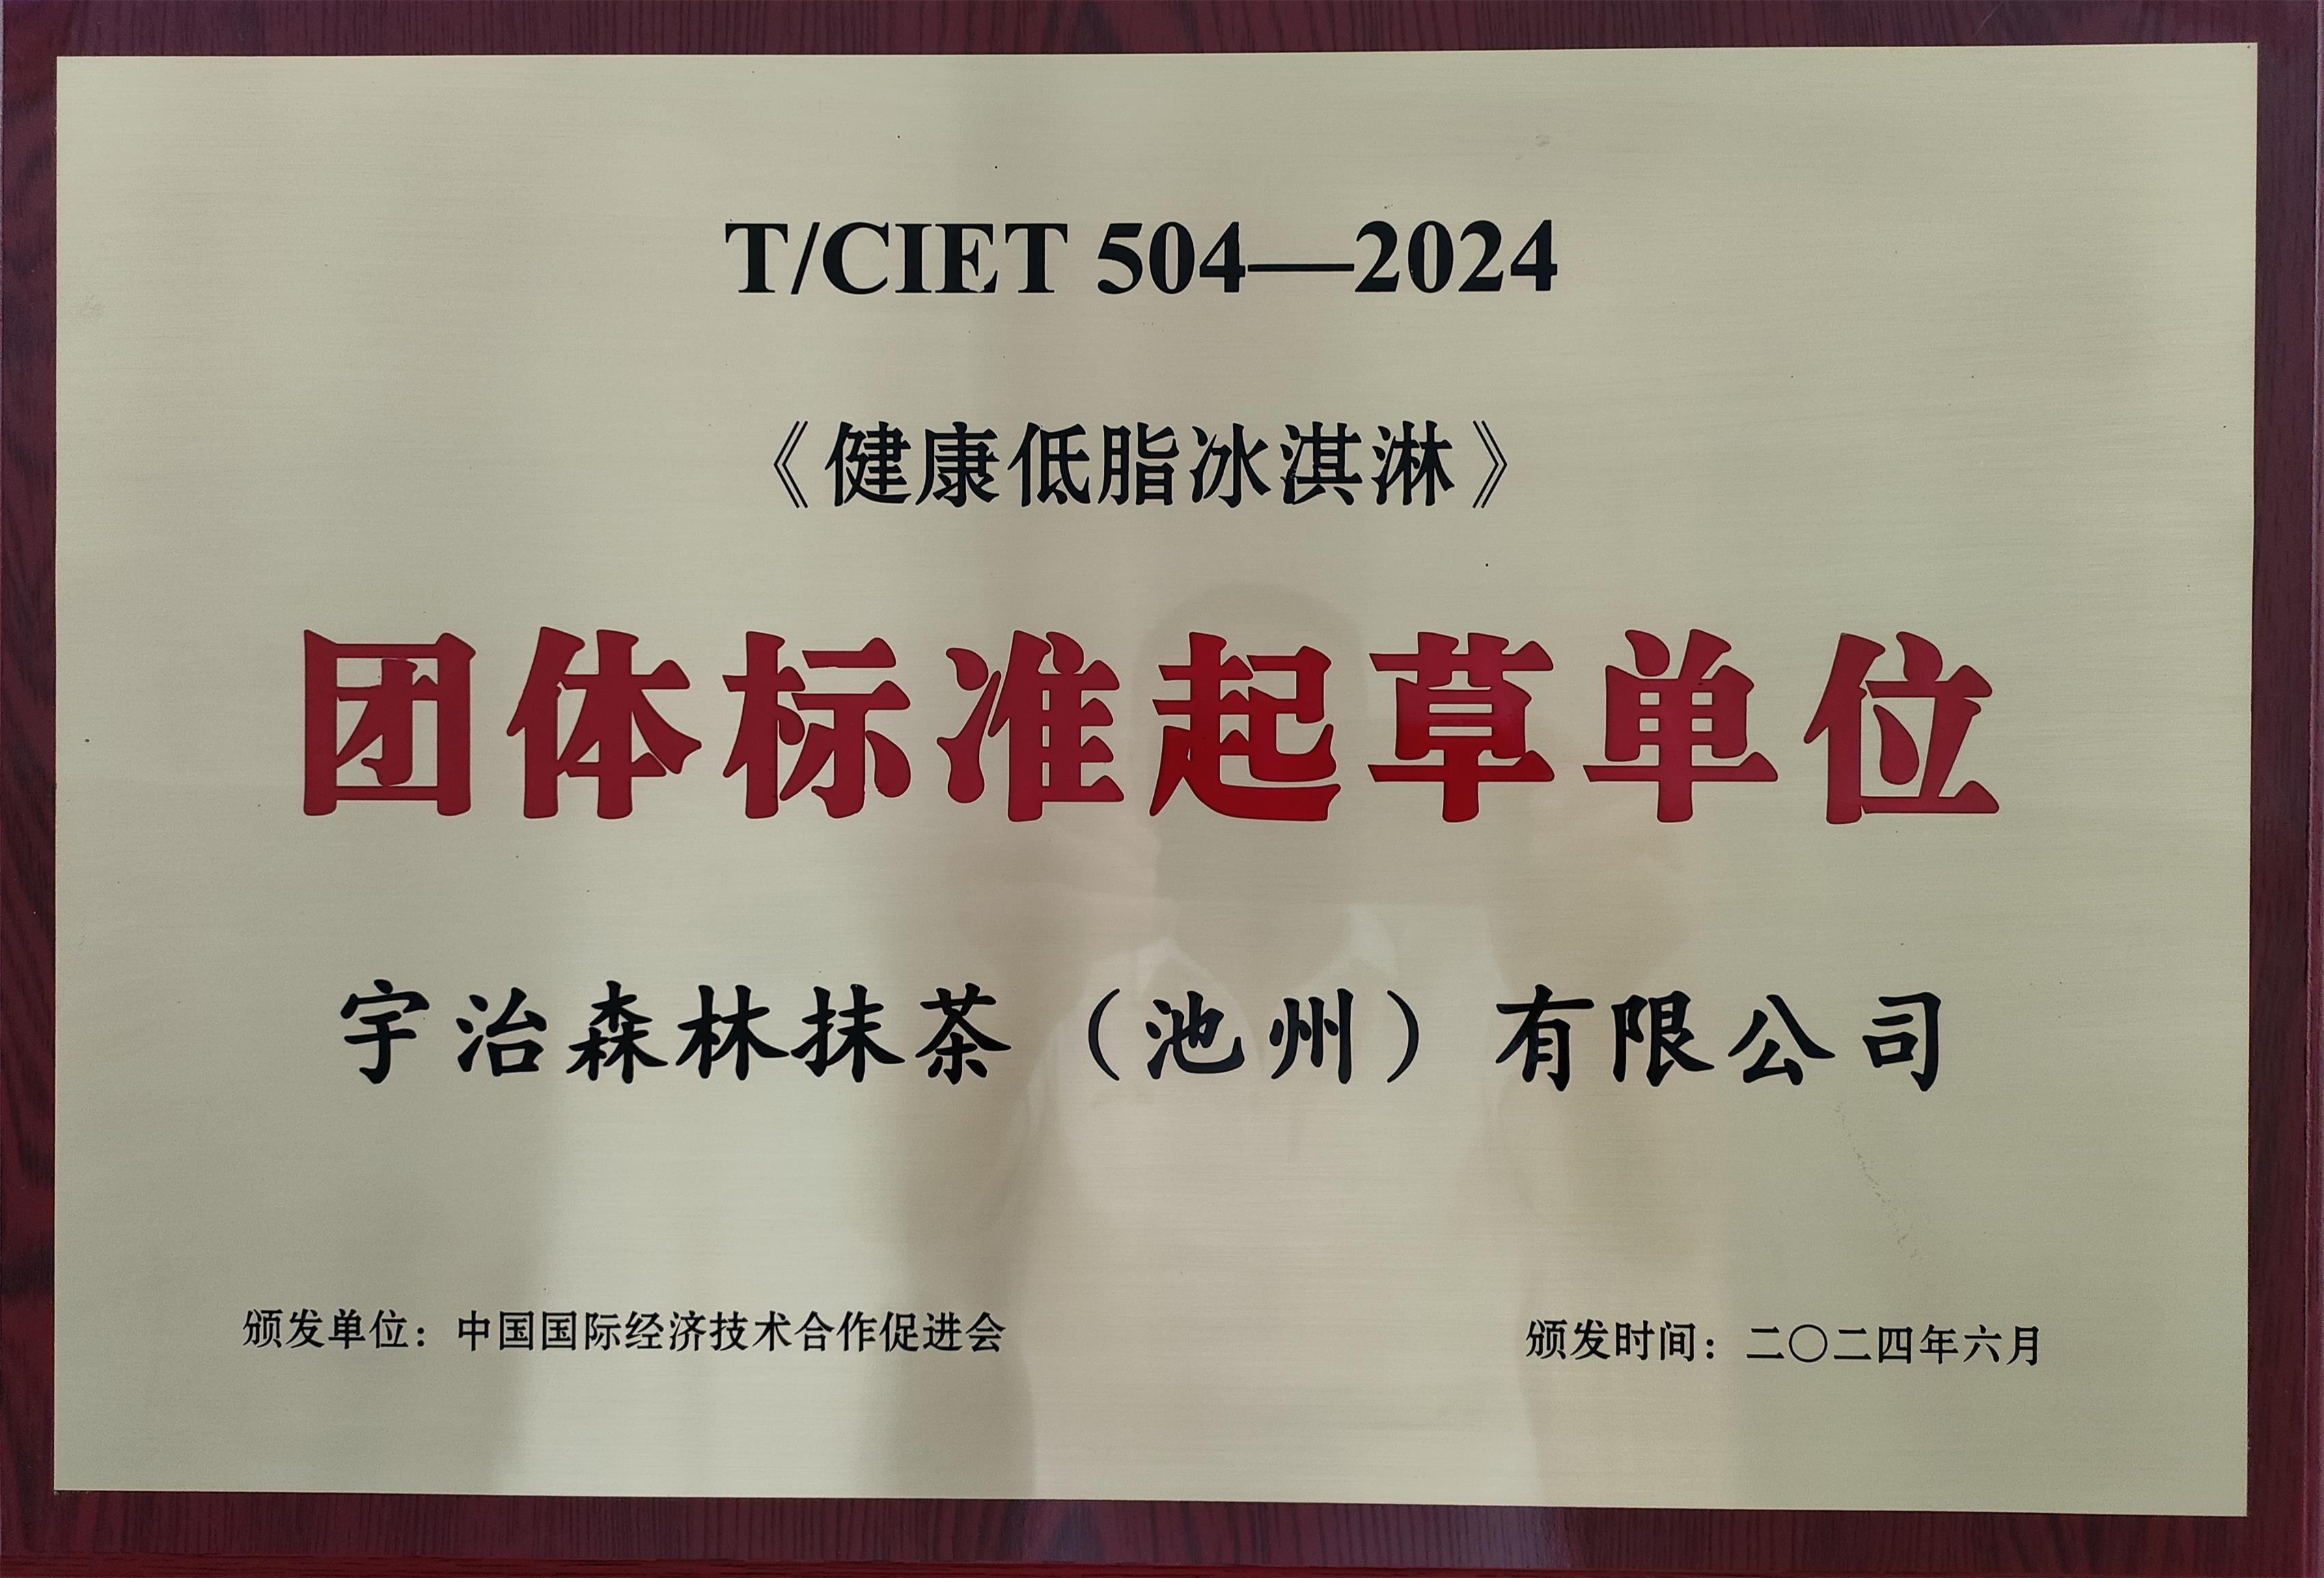 T/CIET 504—2024
《健康低脂冰淇淋》
团体标准起草单位
宇治森林抹茶（池州）有限公司
颁发单位：中国国际经济技术合作促进会
颁发时间：二〇二四年六月